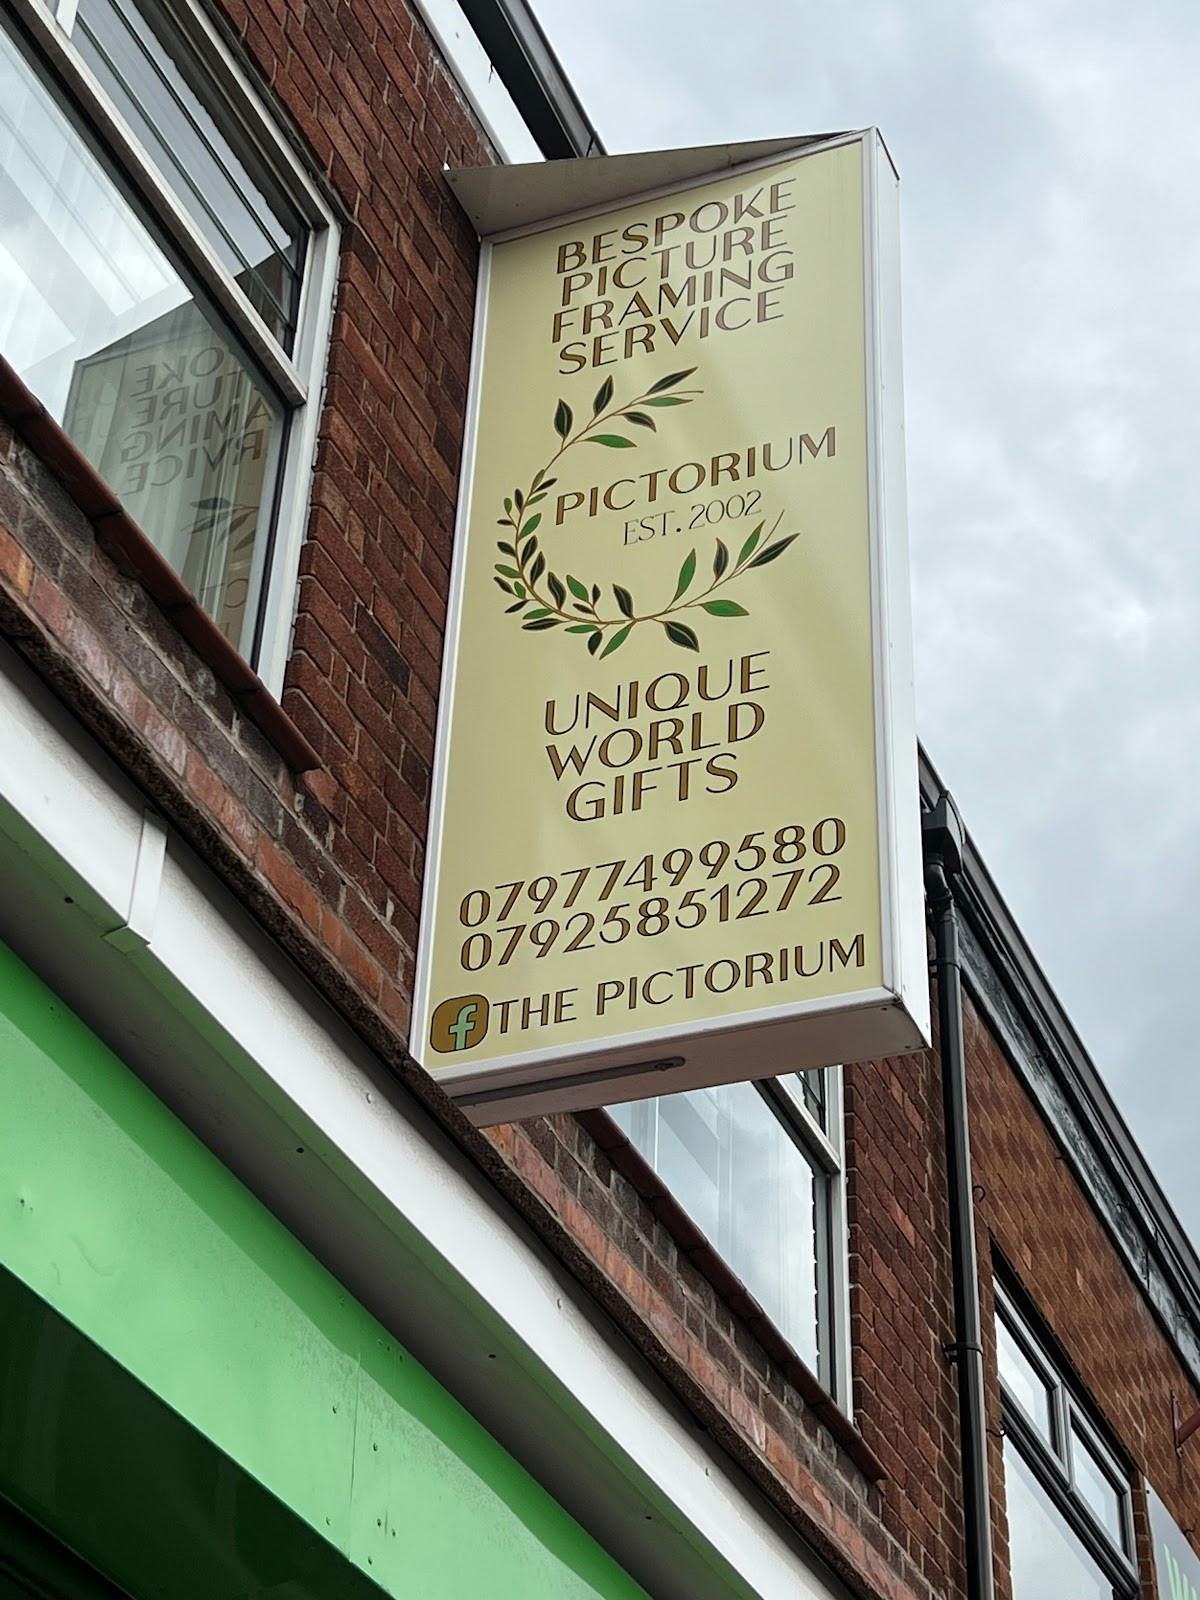 BESPOKE
PICTURE
FRAMING
SERVICE
PICTORIUM
EST. 2002
UNIQUE
WORLD
GIFTS
07977499580
07925851272
f THE PICTORIUM